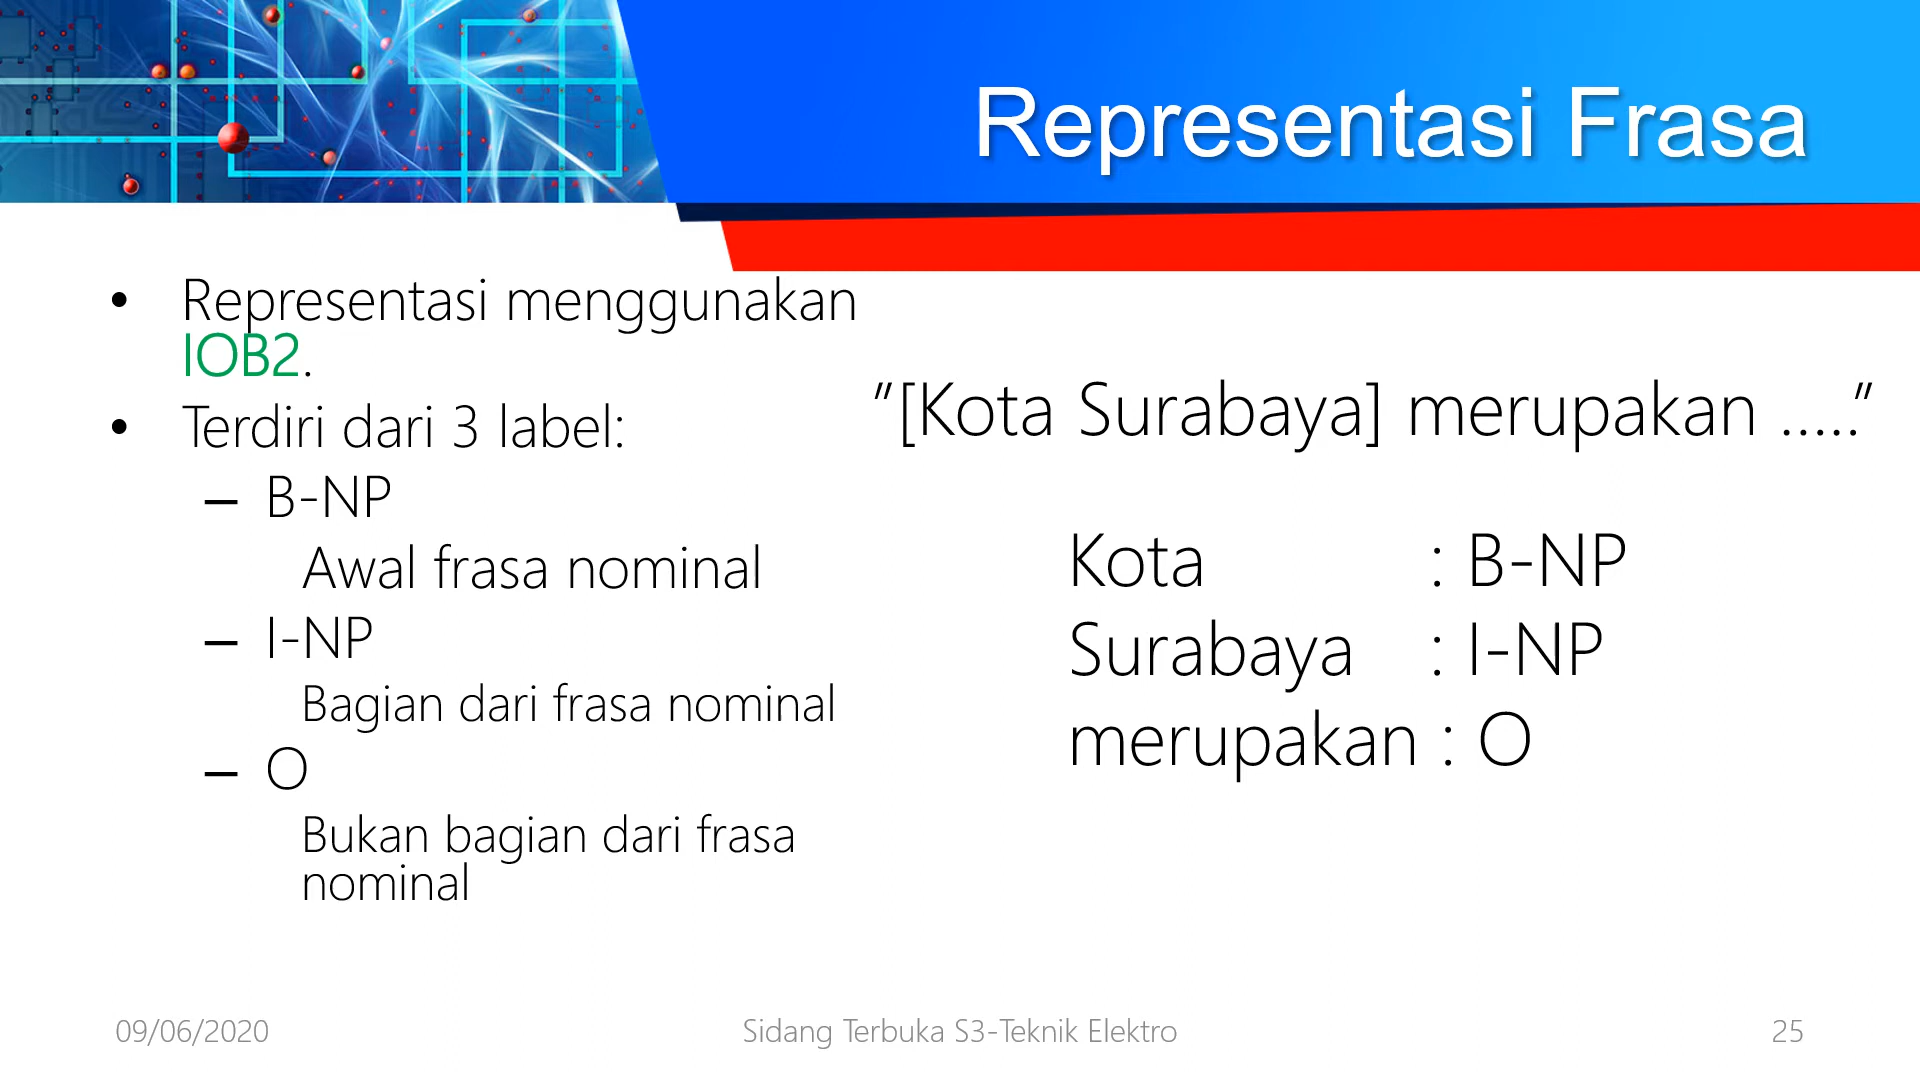 Representasi Frasa
• Representasi menggunakan
IOB2.
• Terdiri dari 3 label:
– B-NP
Awal frasa nominal
– I-NP
Bagian dari frasa nominal
– O
Bukan bagian dari frasa
nominal
"[Kota Surabaya] merupakan ....."
Kota : B-NP
Surabaya : I-NP
merupakan : O
09/06/2020
Sidang Terbuka S3-Teknik Elektro
25